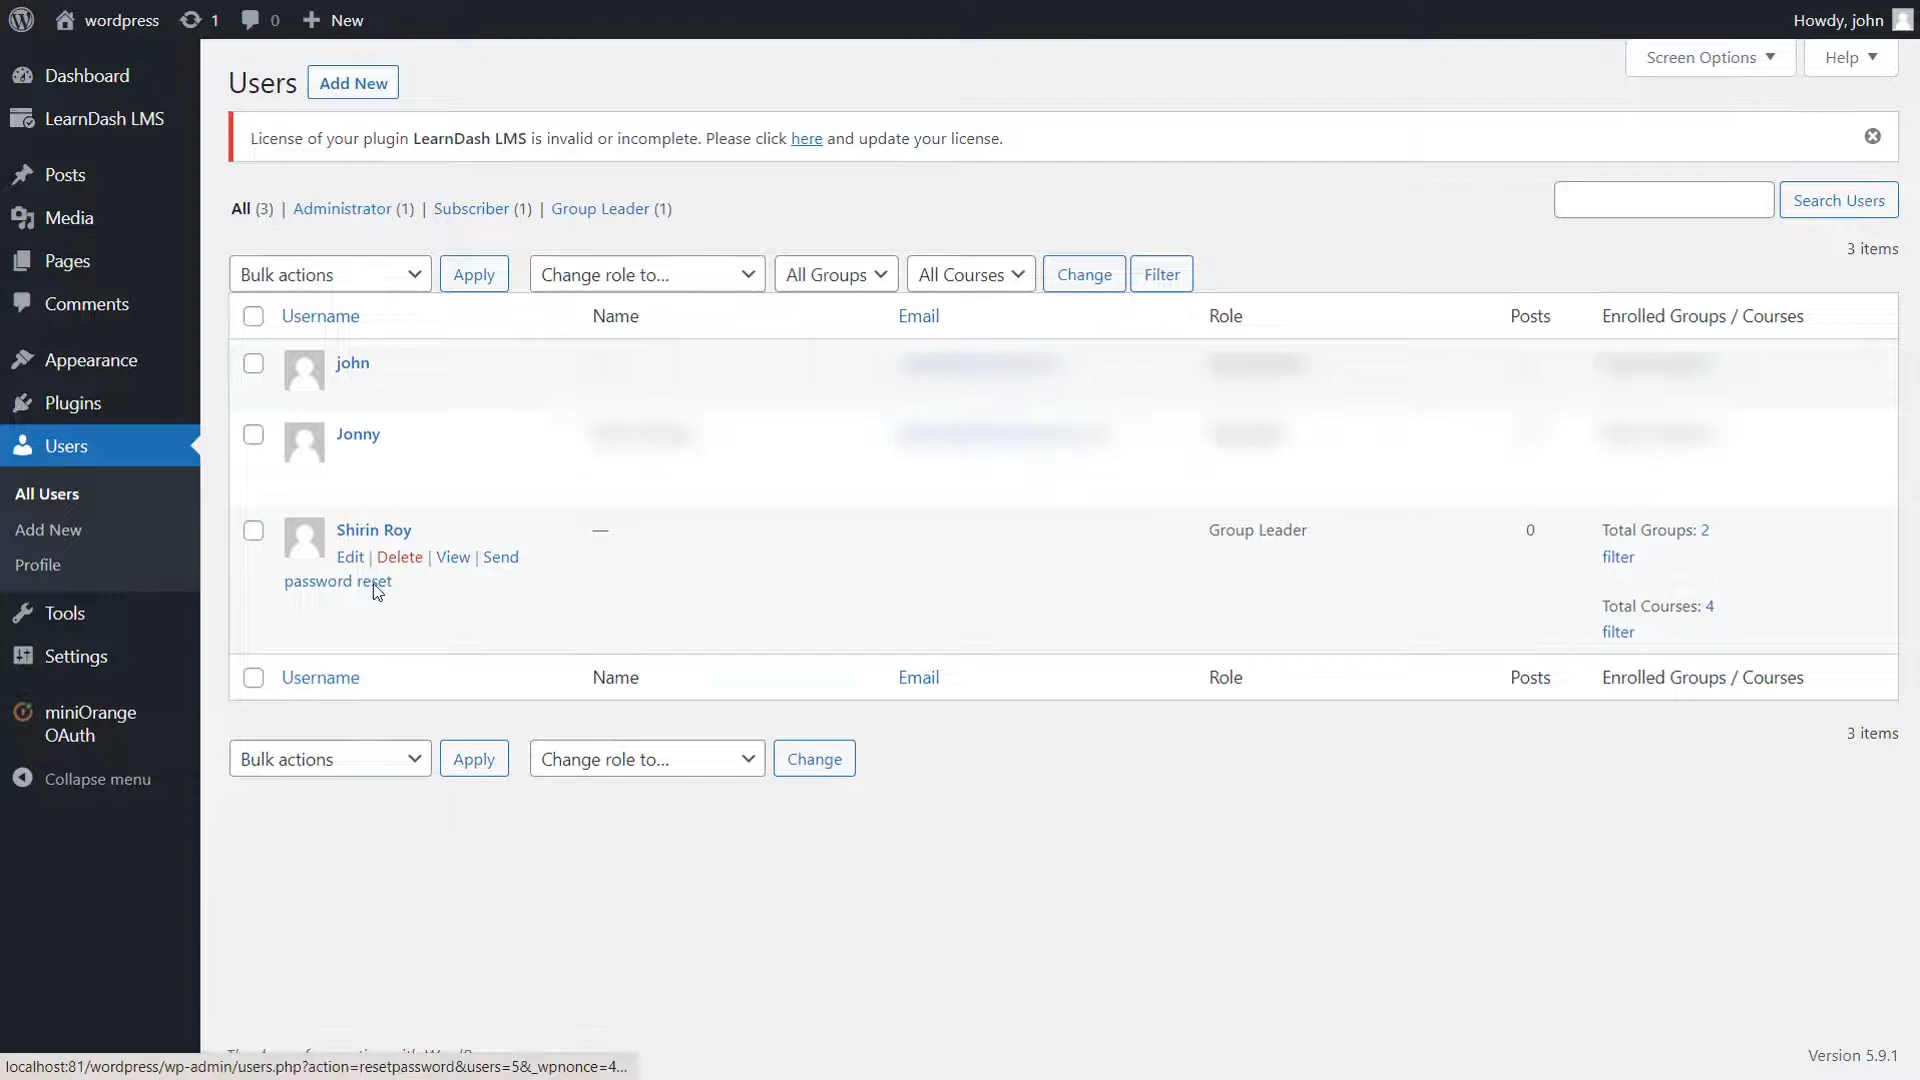 wordpress 1 0 New Howdy, john
Dashboard
LearnDash LMS
Posts
Media
Pages
Comments
Appearance
Plugins
Users
All Users
Add New
Profile
Tools
Settings
miniOrange
OAuth
Collapse menu
Screen Options Help
Users Add New
License of your plugin LearnDash LMS is invalid or incomplete. Please click here and update your license.
All (3) | Administrator (1) | Subscriber (1) | Group Leader (1)
Search Users
3 items
Bulk actions Apply Change role to... All Groups All Courses Change Filter
Username Name Email Role Posts Enrolled Groups / Courses
john
Jonny
Shirin Roy — Group Leader 0 Total Groups: 2
Edit | Delete | View | Send filter
password reset
Total Courses: 4
filter
Username Name Email Role Posts Enrolled Groups / Courses
3 items
Bulk actions Apply Change role to... Change
Version 5.9.1
localhost:81/wordpress/wp-admin/users.php?action=resetpassword&users=5&_wpnonce=4...